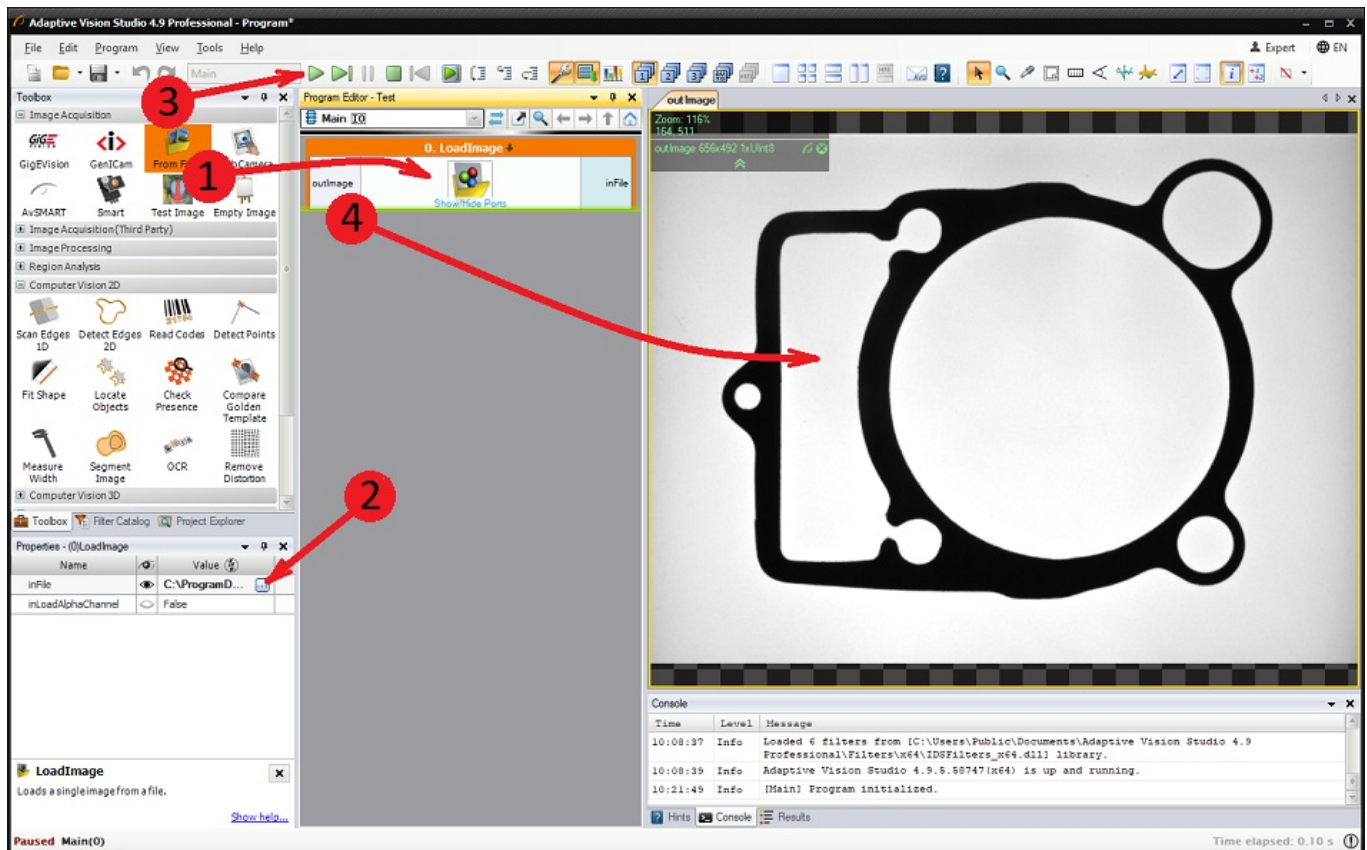 Adaptive Vision Studio 4.9 Professional - Program*
File Edit Program View Tools Help
Expert EN
Main
3
Toolbox
Image Acquisition
GigEVision GenICam
AvSMART Smart Test Image Empty Image
Image Acquisition (Third Party)
Image Processing
Region Analysis
Computer Vision 2D
Scan Edges 1D
Detect Edges 2D
Read Codes
Detect Points
Fit Shape
Locate Objects
Check Presence
Compare Golden Template
Measure Width
Segment Image
OCR
Remove Distortion
Computer Vision 3D
Toolbox Filter Catalog Project Explorer
1
2
Properties - (0)LoadImage
Name Value
inFile C:\ProgramD... ...
inLoadAlphaChannel False
LoadImage
Loads a single image from a file.
Show help...
Program Editor - Test
Main IO
0. LoadImage
outImage inFile
Show/Hide Ports
4
outImage
Zoom: 116%
164, 511
outImage 656x492 1xUInt8
Console
Time Level Message
10:08:37 Info Loaded 6 filters from [C:\Users\Public\Documents\Adaptive Vision Studio 4.9
Professional\Filters\x64\IDSFilters_x64.dll] library.
10:08:39 Info Adaptive Vision Studio 4.9.5.58747(x64) is up and running.
10:21:49 Info [Main] Program initialized.
Hints Console Results
Paused Main(0)
Time elapsed: 0.10 s